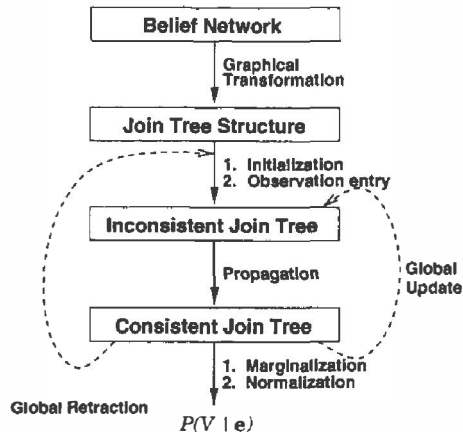 Belief Network
Graphical
Transformation
Join Tree Structure
1. Initialization
2. Observation entry
Inconsistent Join Tree
Propagation
Global
Update
Consistent Join Tree
1. Marginalization
2. Normalization
Global Retraction
P(V | e)